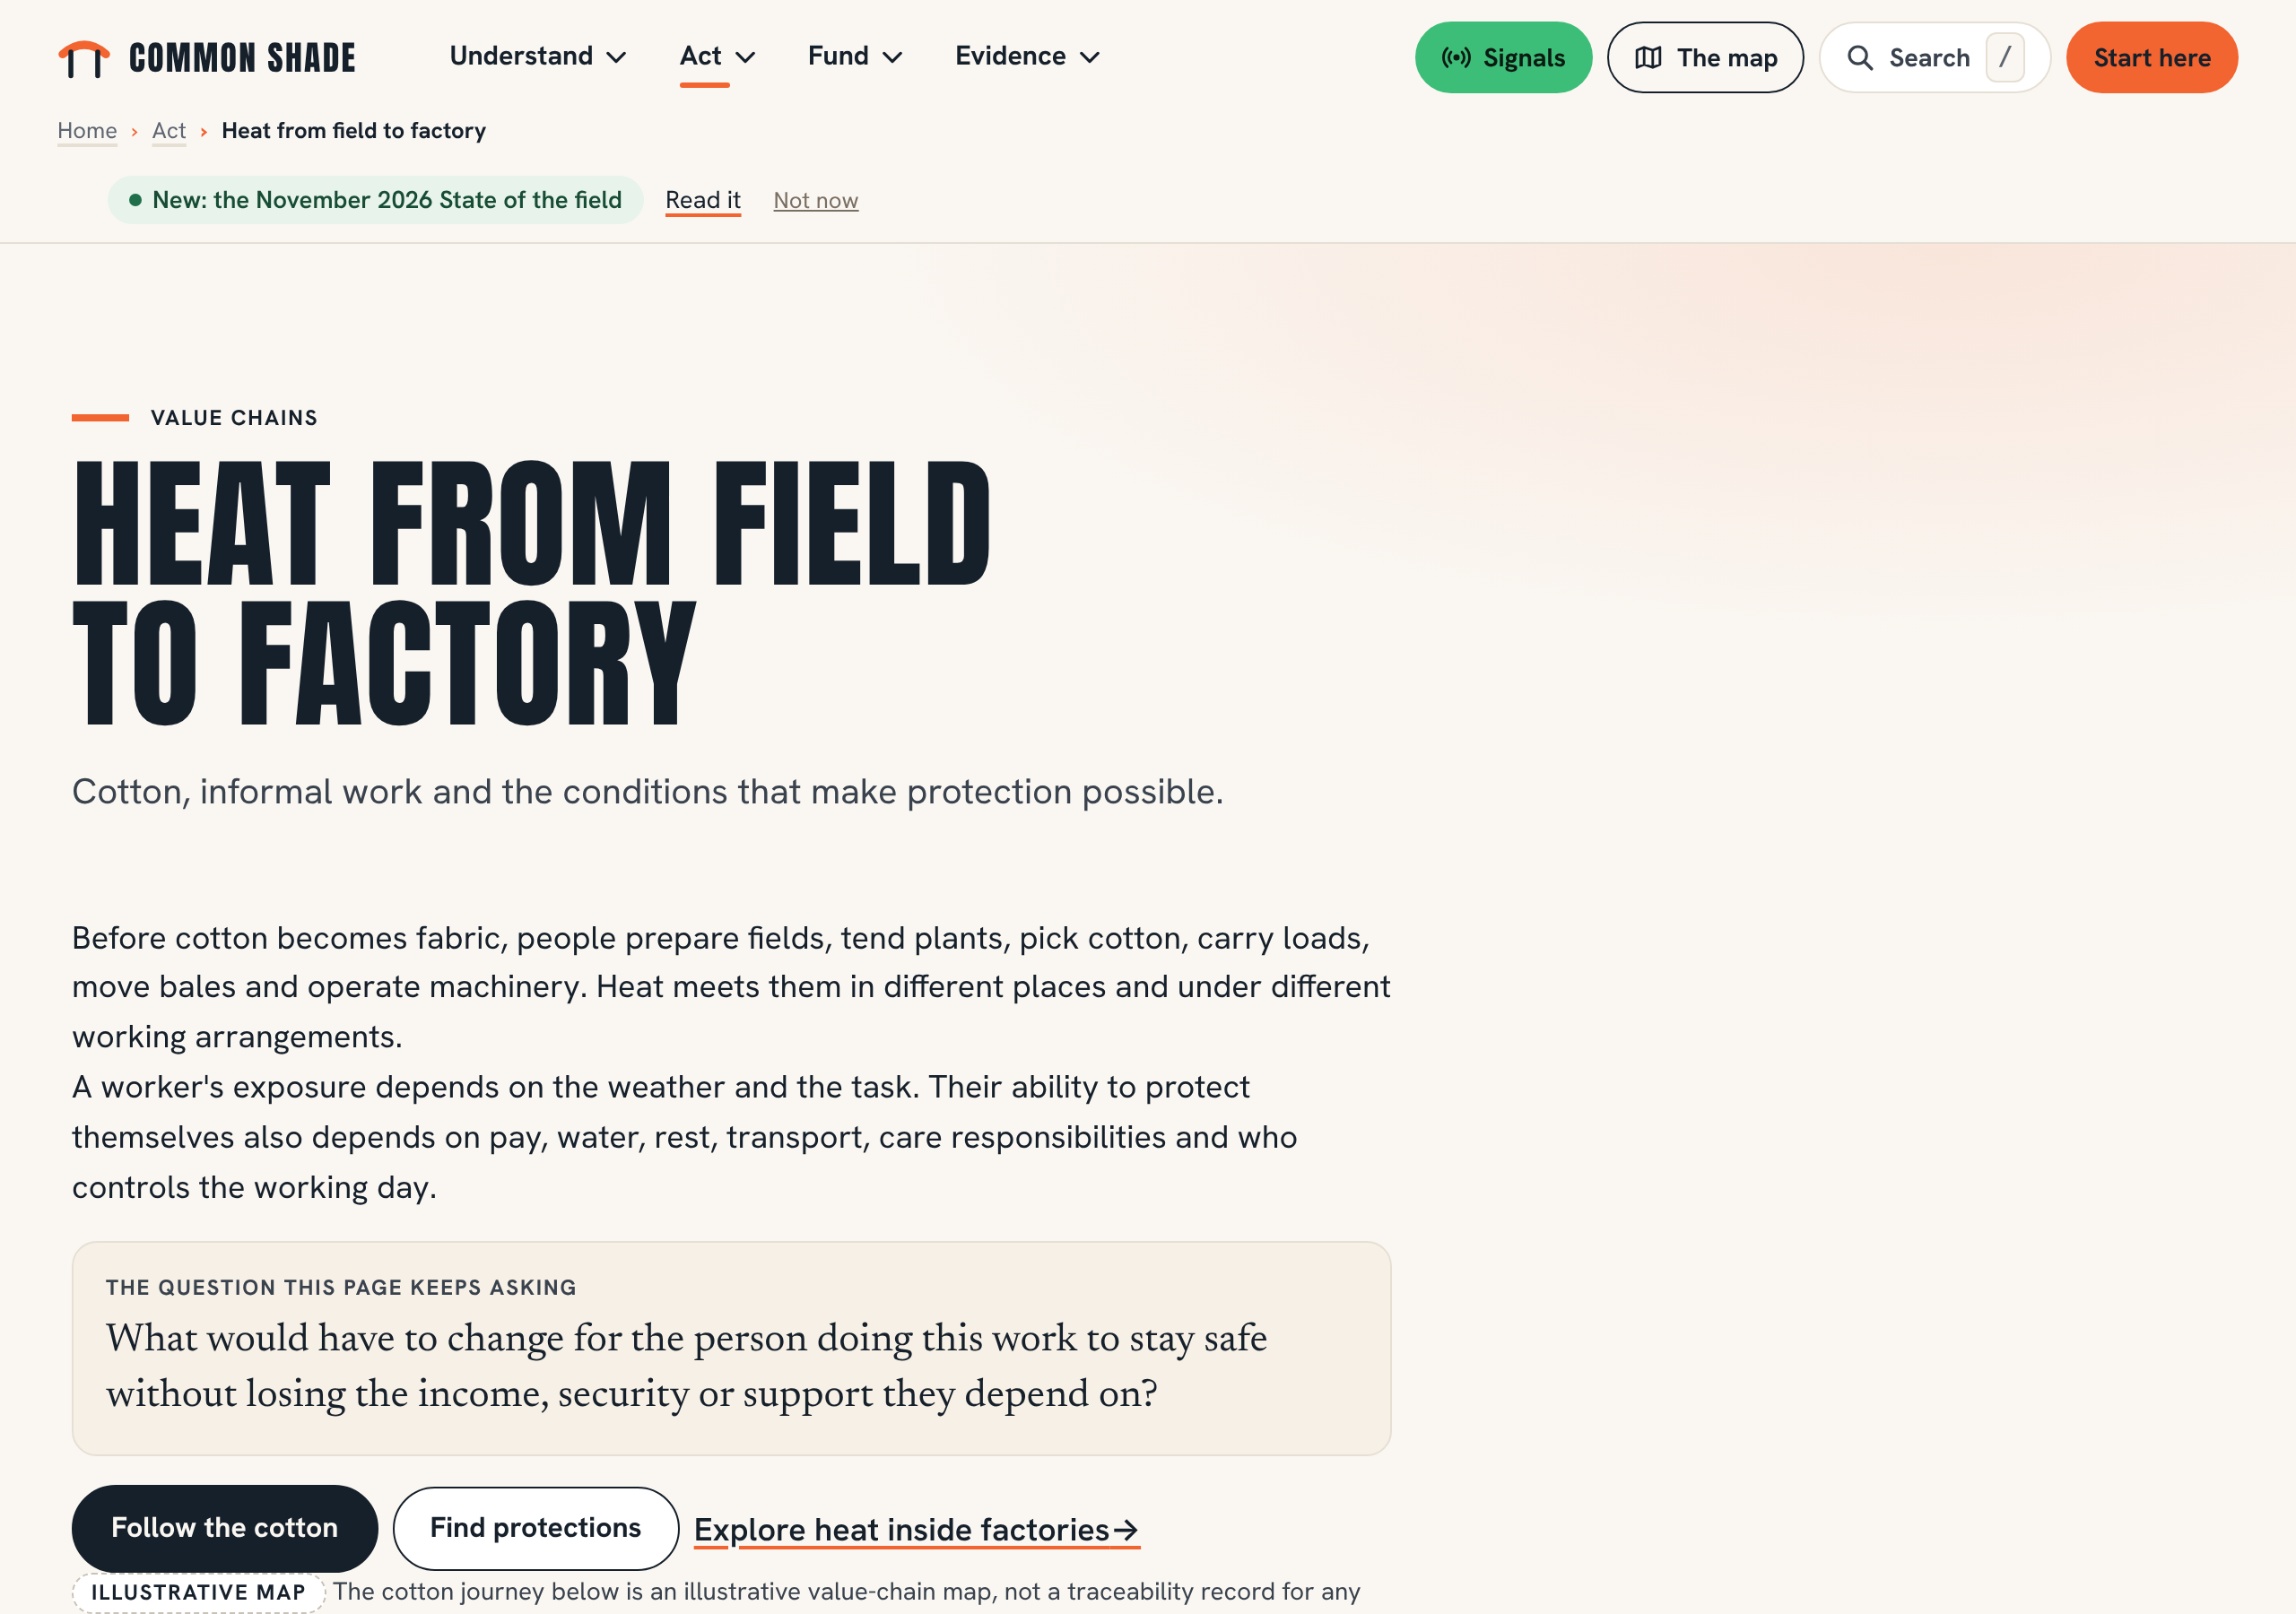 COMMON SHADE
Understand
Act
Fund
Evidence
Signals
The map
Search /
Start here
Home › Act › Heat from field to factory
New: the November 2026 State of the field
Read it
Not now
VALUE CHAINS
HEAT FROM FIELD
TO FACTORY
Cotton, informal work and the conditions that make protection possible.
Before cotton becomes fabric, people prepare fields, tend plants, pick cotton, carry loads,
move bales and operate machinery. Heat meets them in different places and under different
working arrangements.
A worker's exposure depends on the weather and the task. Their ability to protect
themselves also depends on pay, water, rest, transport, care responsibilities and who
controls the working day.
THE QUESTION THIS PAGE KEEPS ASKING
What would have to change for the person doing this work to stay safe
without losing the income, security or support they depend on?
Follow the cotton
Find protections
Explore heat inside factories→
ILLUSTRATIVE MAP The cotton journey below is an illustrative value-chain map, not a traceability record for any